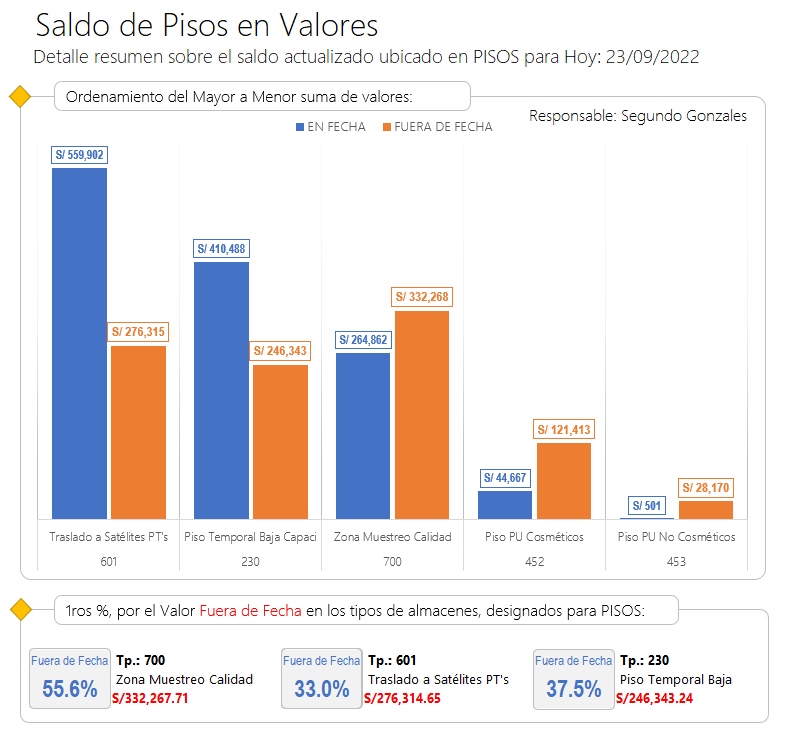 Saldo de Pisos en Valores
Detalle resumen sobre el saldo actualizado ubicado en PISOS para Hoy: 23/09/2022
Ordenamiento del Mayor a Menor suma de valores:
Responsable: Segundo Gonzales
EN FECHA FUERA DE FECHA
S/ 559,902
S/ 276,315
S/ 410,488
S/ 246,343
S/ 264,862
S/ 332,268
S/ 44,667
S/ 121,413
S/ 501
S/ 28,170
Traslado a Satélites PT's Piso Temporal Baja Capaci Zona Muestreo Calidad Piso PU Cosméticos Piso PU No Cosméticos
601 230 700 452 453
1ros %, por el Valor Fuera de Fecha en los tipos de almacenes, designados para PISOS:
Fuera de Fecha
55.6%
Tp.: 700
Zona Muestreo Calidad
S/332,267.71
Fuera de Fecha
33.0%
Tp.: 601
Traslado a Satélites PT's
S/276,314.65
Fuera de Fecha
37.5%
Tp.: 230
Piso Temporal Baja
S/246,343.24